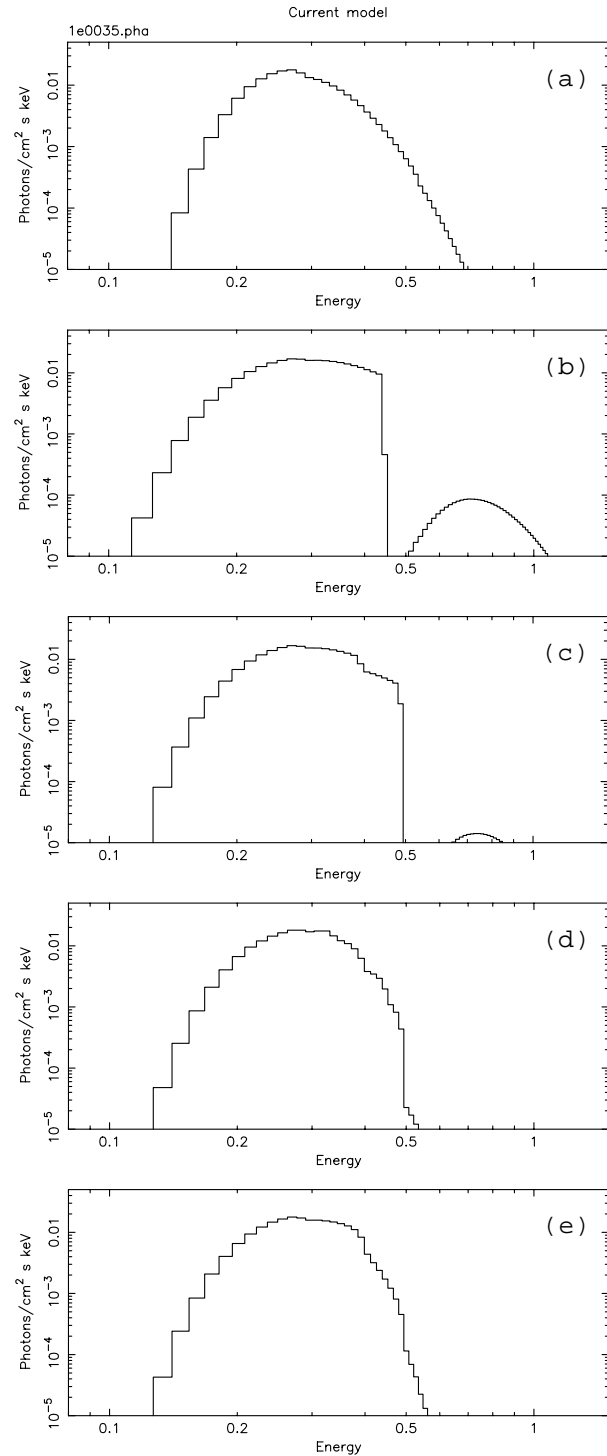 Current model
1e0035.pha
(a)
Photons/cm² s keV
0.01
10⁻³
10⁻⁴
10⁻⁵
0.1 0.2 0.5 1
Energy
(b)
Photons/cm² s keV
0.01
10⁻³
10⁻⁴
10⁻⁵
0.1 0.2 0.5 1
Energy
(c)
Photons/cm² s keV
0.01
10⁻³
10⁻⁴
10⁻⁵
0.1 0.2 0.5 1
Energy
(d)
Photons/cm² s keV
0.01
10⁻³
10⁻⁴
10⁻⁵
0.1 0.2 0.5 1
Energy
(e)
Photons/cm² s keV
0.01
10⁻³
10⁻⁴
10⁻⁵
0.1 0.2 0.5 1
Energy